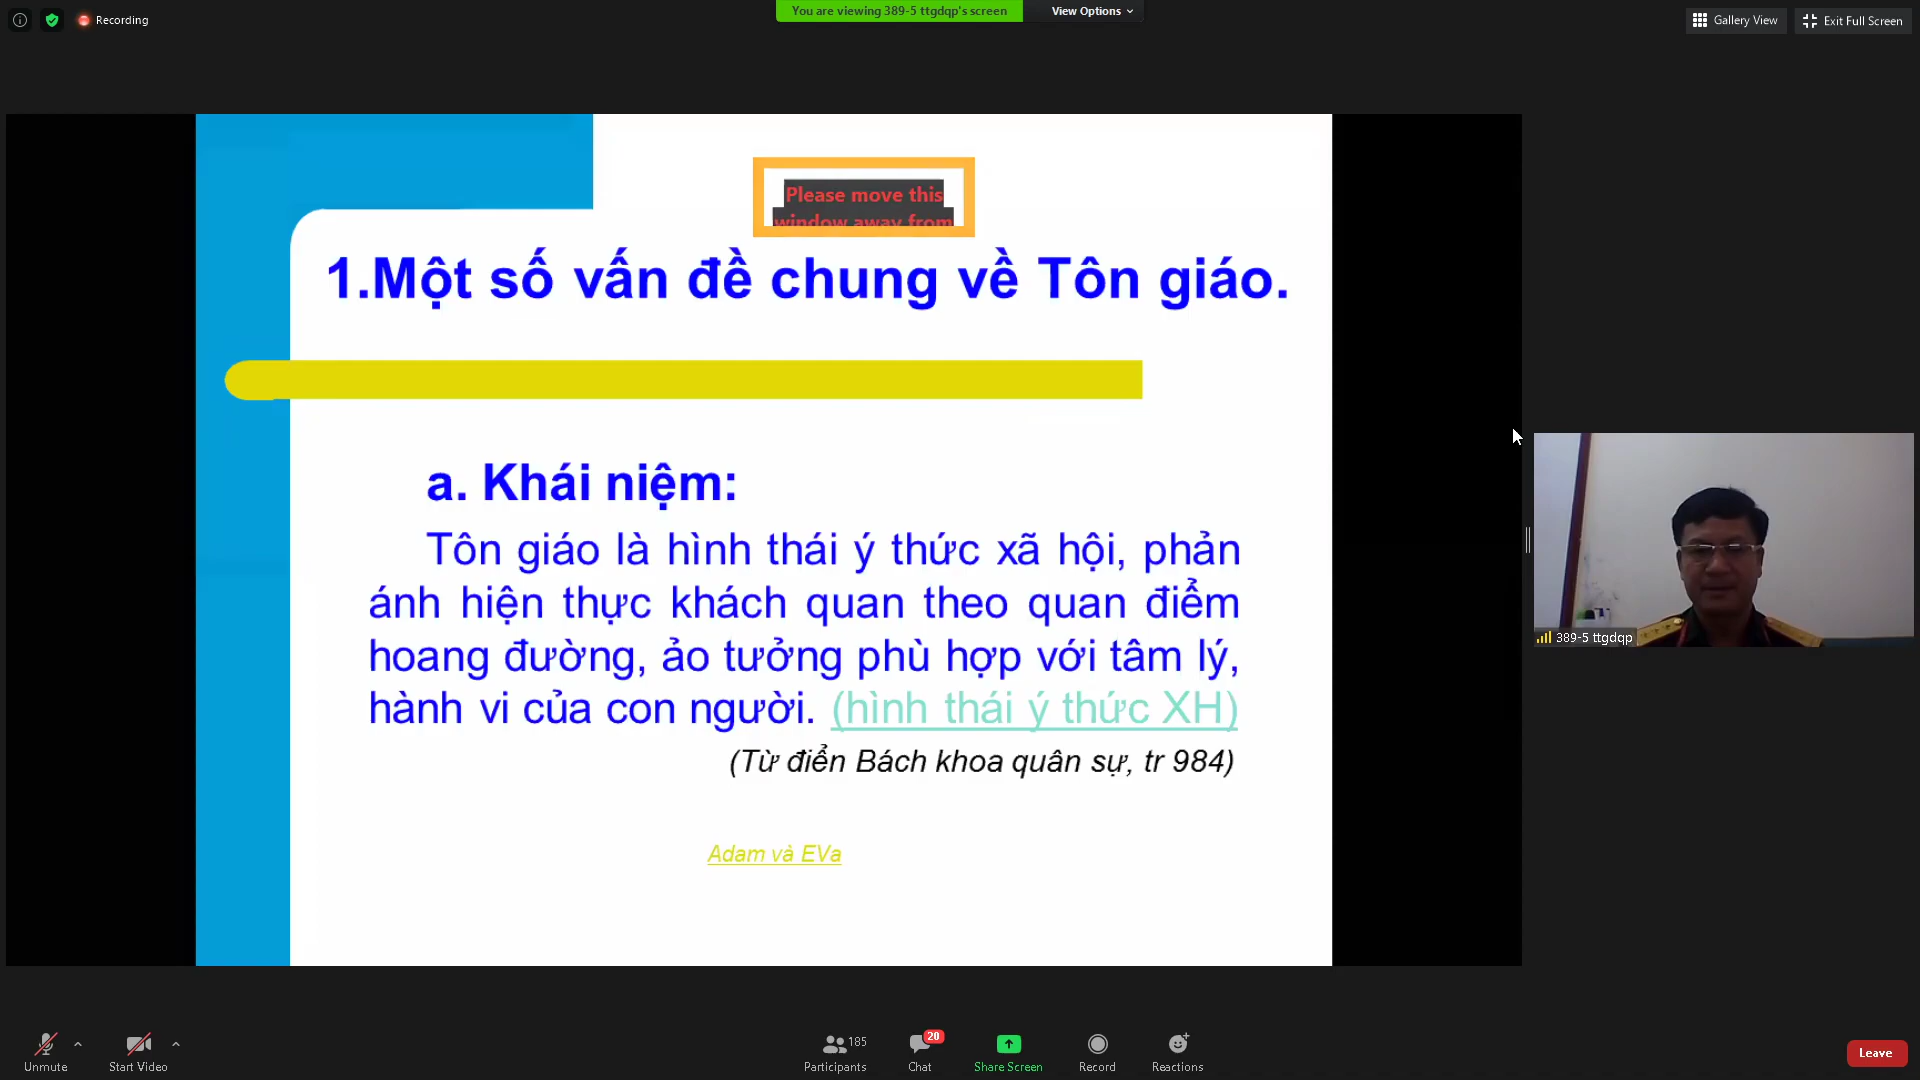 Recording
You are viewing 389-5 ttgdqp's screen
View Options
Gallery View
Exit Full Screen
Please move this
window away from
1.Một số vấn đề chung về Tôn giáo.
a. Khái niệm:
Tôn giáo là hình thái ý thức xã hội, phản
ánh hiện thực khách quan theo quan điểm
hoang đường, ảo tưởng phù hợp với tâm lý,
hành vi của con người. (hình thái ý thức XH)
(Từ điển Bách khoa quân sự, tr 984)
Adam và EVa
389-5 ttgdqp
Unmute
Start Video
185
Participants
20
Chat
Share Screen
Record
Reactions
Leave